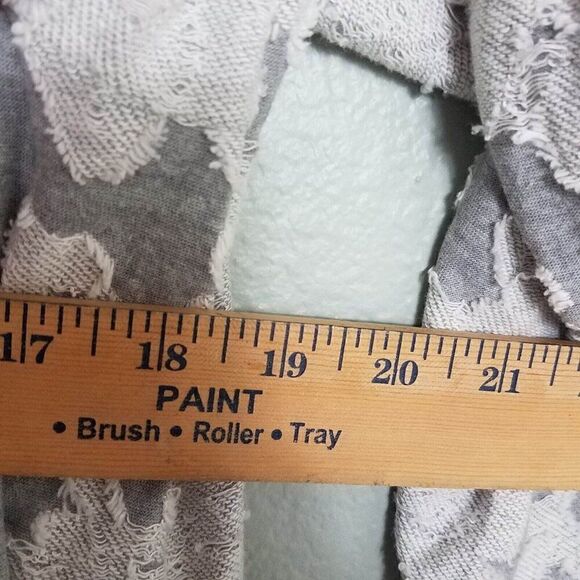 17 18 19 20 21
PAINT
• Brush • Roller • Tray